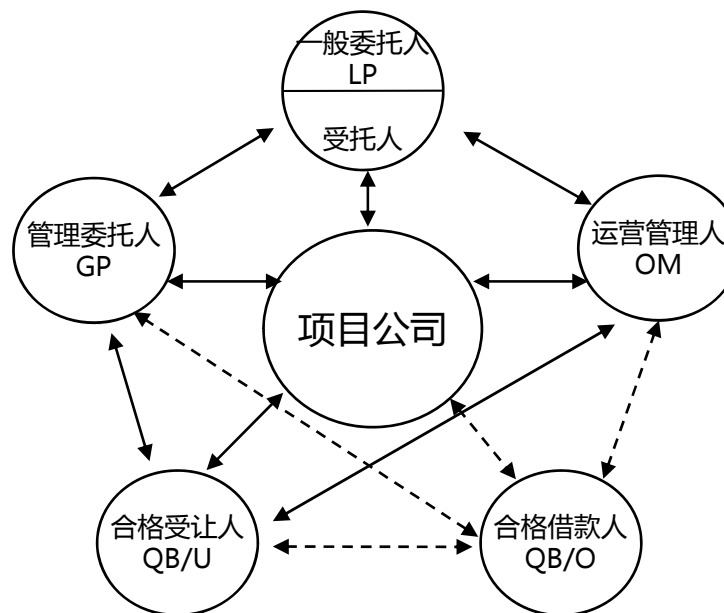 一般委托人
LP
受托人
管理委托人
GP
运营管理人
OM
项目公司
合格受让人
QB/U
合格借款人
QB/O